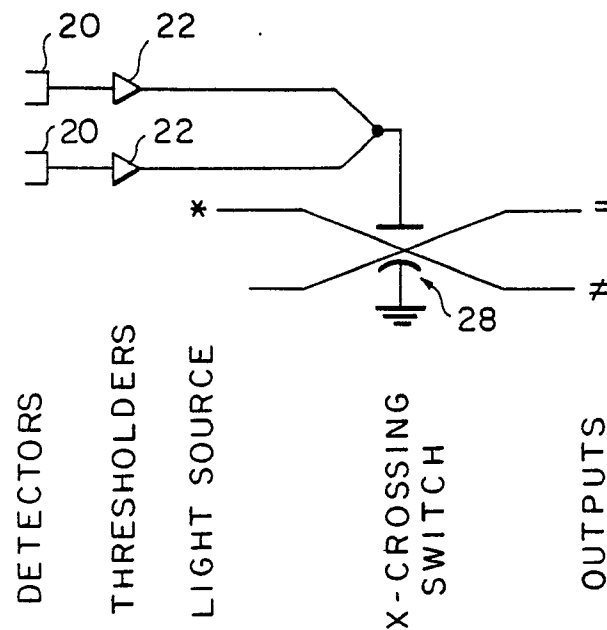 20
22
20
22
*
=
≠
28
DETECTORS
THRESHOLDERS
LIGHT SOURCE
X-CROSSING
SWITCH
OUTPUTS